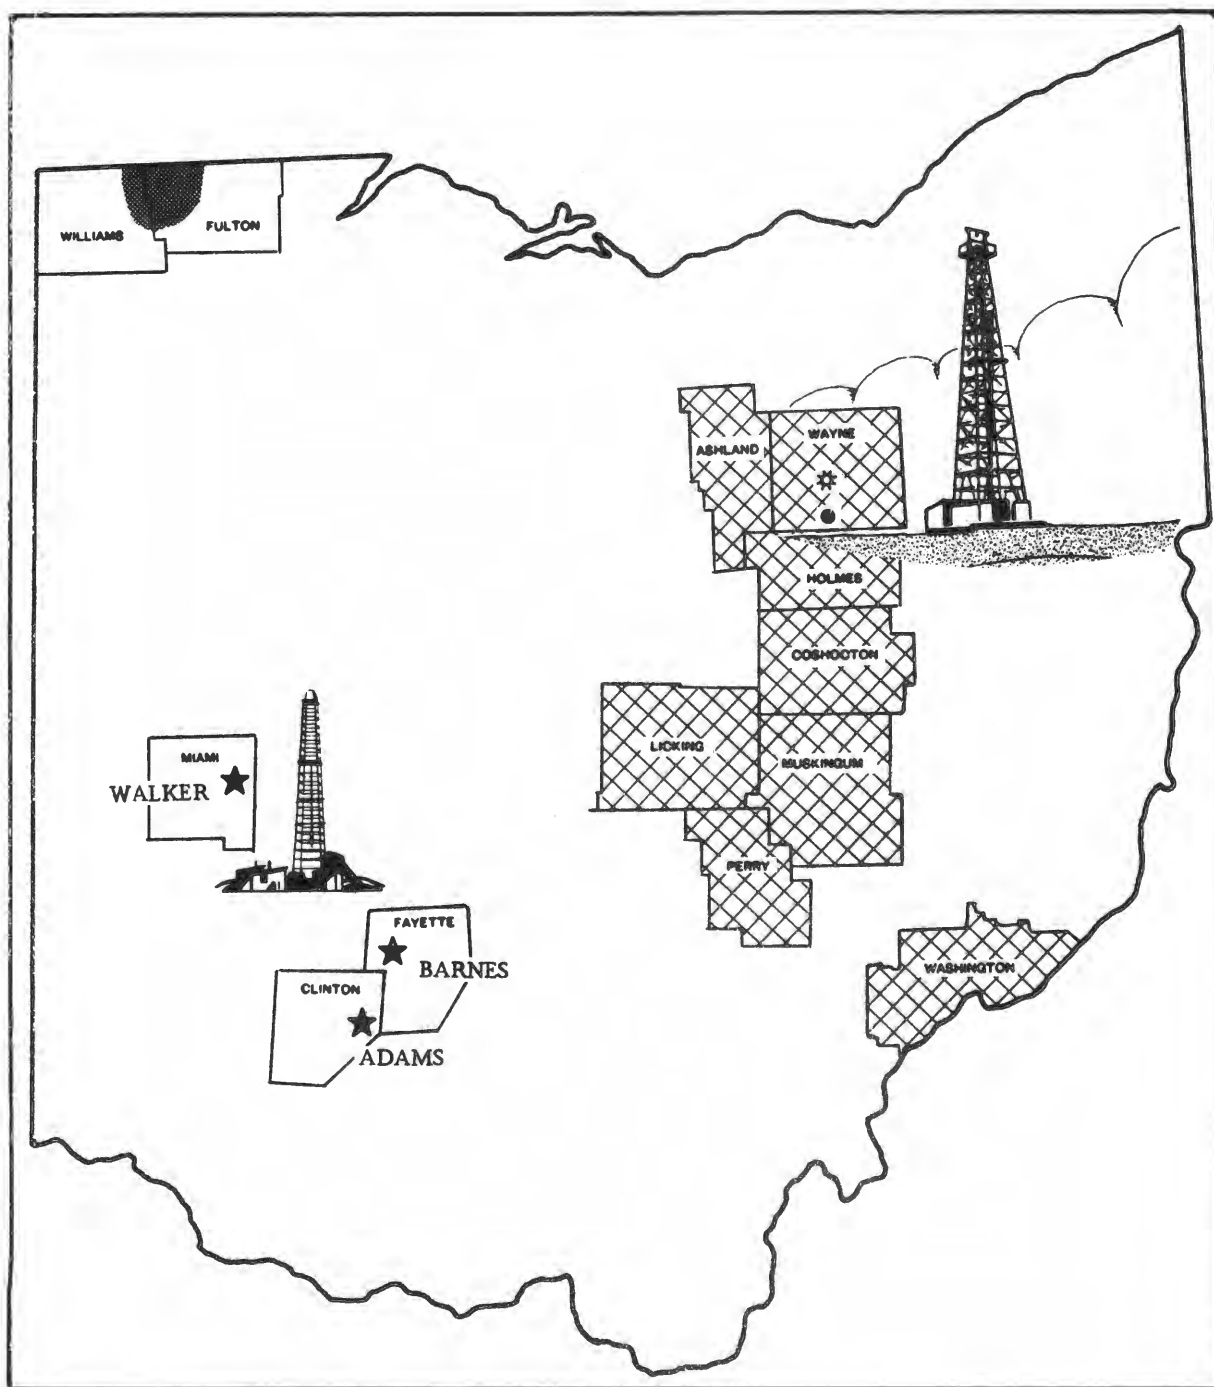 WILLIAMS
FULTON
ASHLAND
WAYNE
HOLMES
COSHOCTON
LICKING
MUSKINGUM
PERRY
MIAMI
WALKER
FAYETTE
BARNES
CLINTON
ADAMS
WASHINGTON